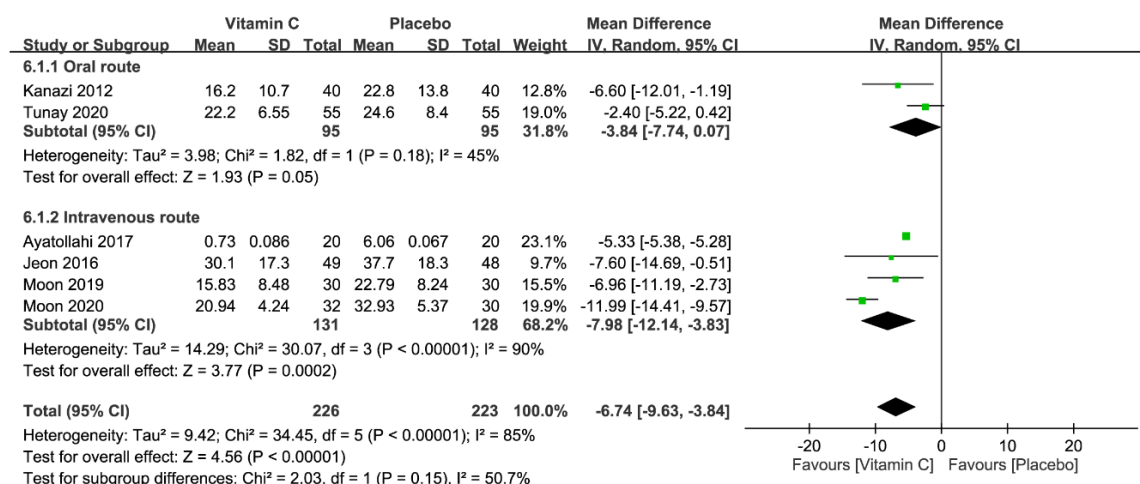 Vitamin C Placebo Mean Difference Mean Difference
Study or Subgroup Mean SD Total Mean SD Total Weight IV. Random. 95% CI IV. Random. 95% CI
6.1.1 Oral route
Kanazi 2012 16.2 10.7 40 22.8 13.8 40 12.8% -6.60 [-12.01, -1.19]
Tunay 2020 22.2 6.55 55 24.6 8.4 55 19.0% -2.40 [-5.22, 0.42]
Subtotal (95% CI) 95 95 31.8% -3.84 [-7.74, 0.07]
Heterogeneity: Tau² = 3.98; Chi² = 1.82, df = 1 (P = 0.18); I² = 45%
Test for overall effect: Z = 1.93 (P = 0.05)
6.1.2 Intravenous route
Ayatollahi 2017 0.73 0.086 20 6.06 0.067 20 23.1% -5.33 [-5.38, -5.28]
Jeon 2016 30.1 17.3 49 37.7 18.3 48 9.7% -7.60 [-14.69, -0.51]
Moon 2019 15.83 8.48 30 22.79 8.24 30 15.5% -6.96 [-11.19, -2.73]
Moon 2020 20.94 4.24 32 32.93 5.37 30 19.9% -11.99 [-14.41, -9.57]
Subtotal (95% CI) 131 128 68.2% -7.98 [-12.14, -3.83]
Heterogeneity: Tau² = 14.29; Chi² = 30.07, df = 3 (P < 0.00001); I² = 90%
Test for overall effect: Z = 3.77 (P = 0.0002)
Total (95% CI) 226 223 100.0% -6.74 [-9.63, -3.84]
Heterogeneity: Tau² = 9.42; Chi² = 34.45, df = 5 (P < 0.00001); I² = 85%
Test for overall effect: Z = 4.56 (P < 0.00001)
Test for subgroup differences: Chi² = 2.03, df = 1 (P = 0.15), I² = 50.7%
-20 -10 0 10 20
Favours [Vitamin C] Favours [Placebo]